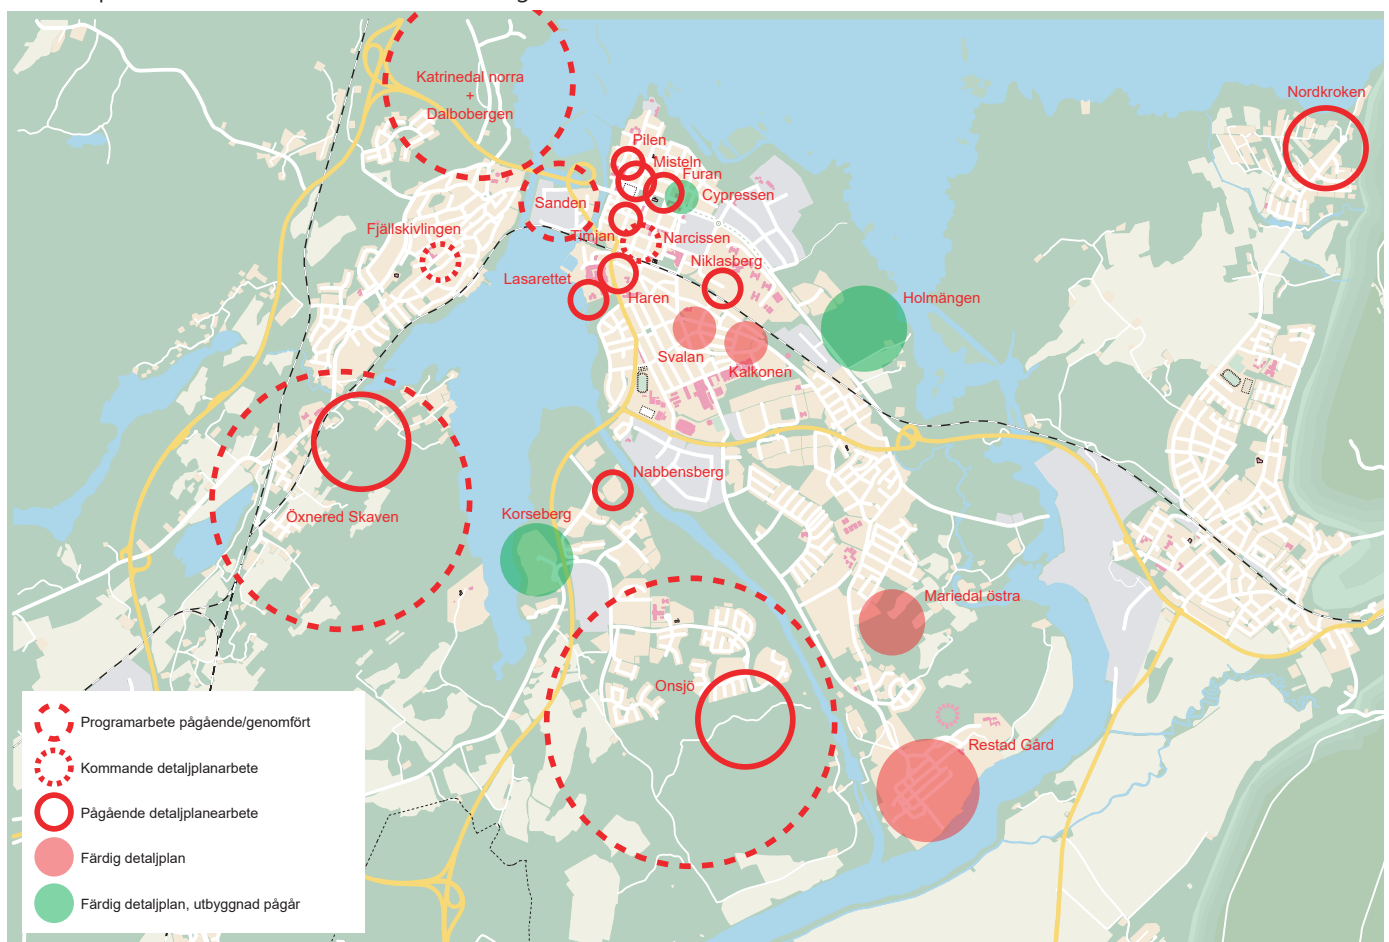 Katrinedal norra
+
Dalbobergen
Nordkroken
Pilen
Misteln
Furan
Cypressen
Sanden
Fjällskivlingen
Timjan
Narcissen
Niklasberg
Lasarettet
Haren
Holmängen
Svalan
Kalkonen
Nabbensberg
Korseberg
Öxnered Skaven
Mariedal östra
Onsjö
Restad Gård
Programarbete pågående/genomfört
Kommande detaljplanarbete
Pågående detaljplanearbete
Färdig detaljplan
Färdig detaljplan, utbyggnad pågår